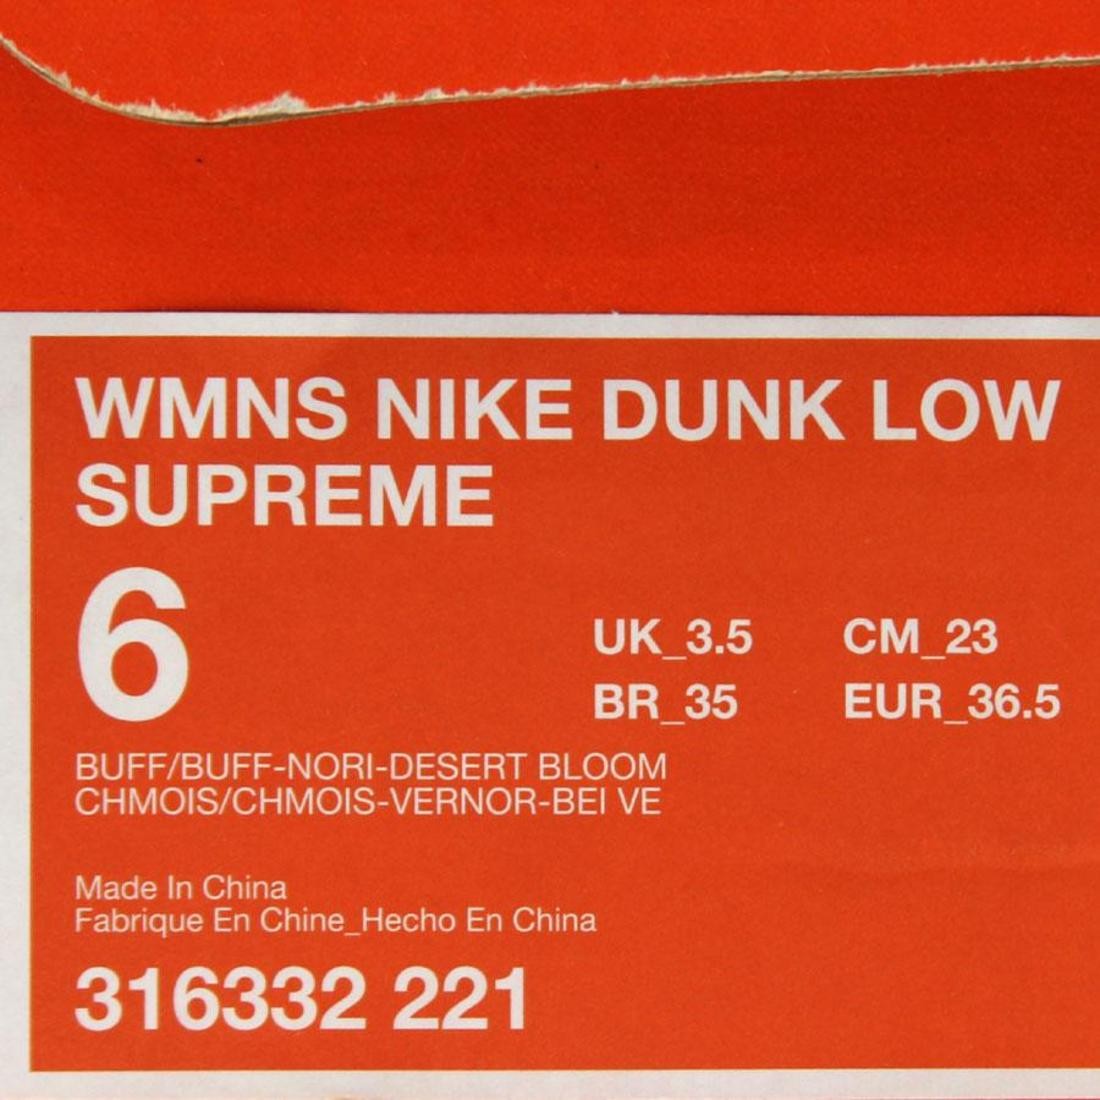 WMNS NIKE DUNK LOW
SUPREME
6
UK_3.5 CM_23
BR_35 EUR_36.5
BUFF/BUFF-NORI-DESERT BLOOM
CHMOIS/CHMOIS-VERNOR-BEI VE
Made In China
Fabrique En Chine_Hecho En China
316332 221